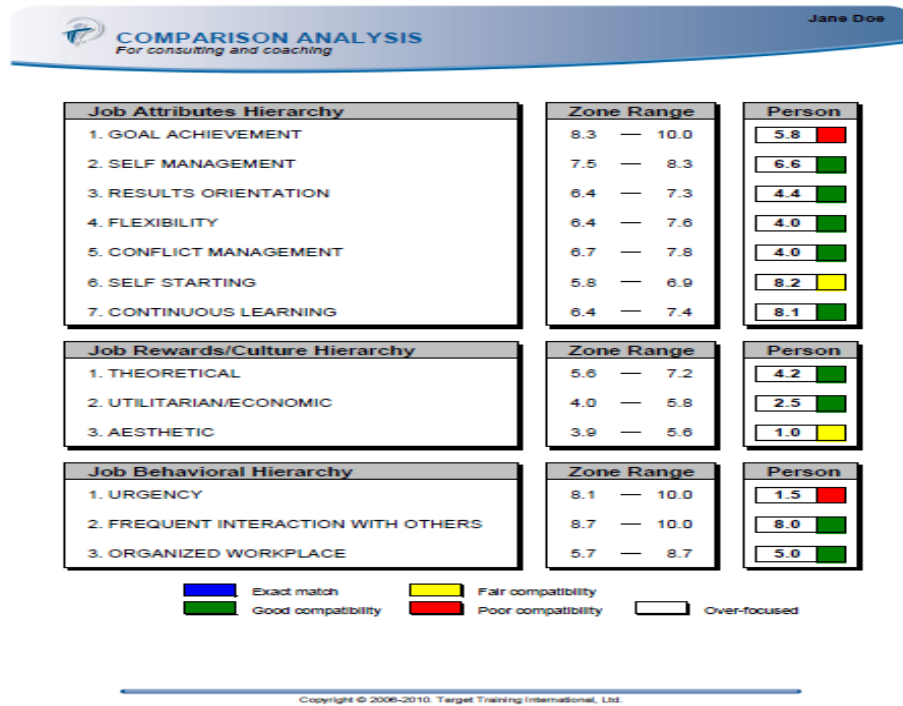 Jane Doe
COMPARISON ANALYSIS
For consulting and coaching
Job Attributes Hierarchy Zone Range Person
1. GOAL ACHIEVEMENT 8.3 — 10.0 5.8
2. SELF MANAGEMENT 7.5 — 8.3 6.6
3. RESULTS ORIENTATION 6.4 — 7.3 4.4
4. FLEXIBILITY 6.4 — 7.6 4.0
5. CONFLICT MANAGEMENT 6.7 — 7.8 4.0
6. SELF STARTING 5.8 — 6.9 8.2
7. CONTINUOUS LEARNING 6.4 — 7.4 8.1
Job Rewards/Culture Hierarchy Zone Range Person
1. THEORETICAL 5.6 — 7.2 4.2
2. UTILITARIAN/ECONOMIC 4.0 — 5.8 2.5
3. AESTHETIC 3.9 — 5.6 1.0
Job Behavioral Hierarchy Zone Range Person
1. URGENCY 8.1 — 10.0 1.5
2. FREQUENT INTERACTION WITH OTHERS 8.7 — 10.0 8.0
3. ORGANIZED WORKPLACE 5.7 — 8.7 5.0
Exact match Fair compatibility
Good compatibility Poor compatibility Over-focused
Copyright © 2006-2010. Target Training International, Ltd.